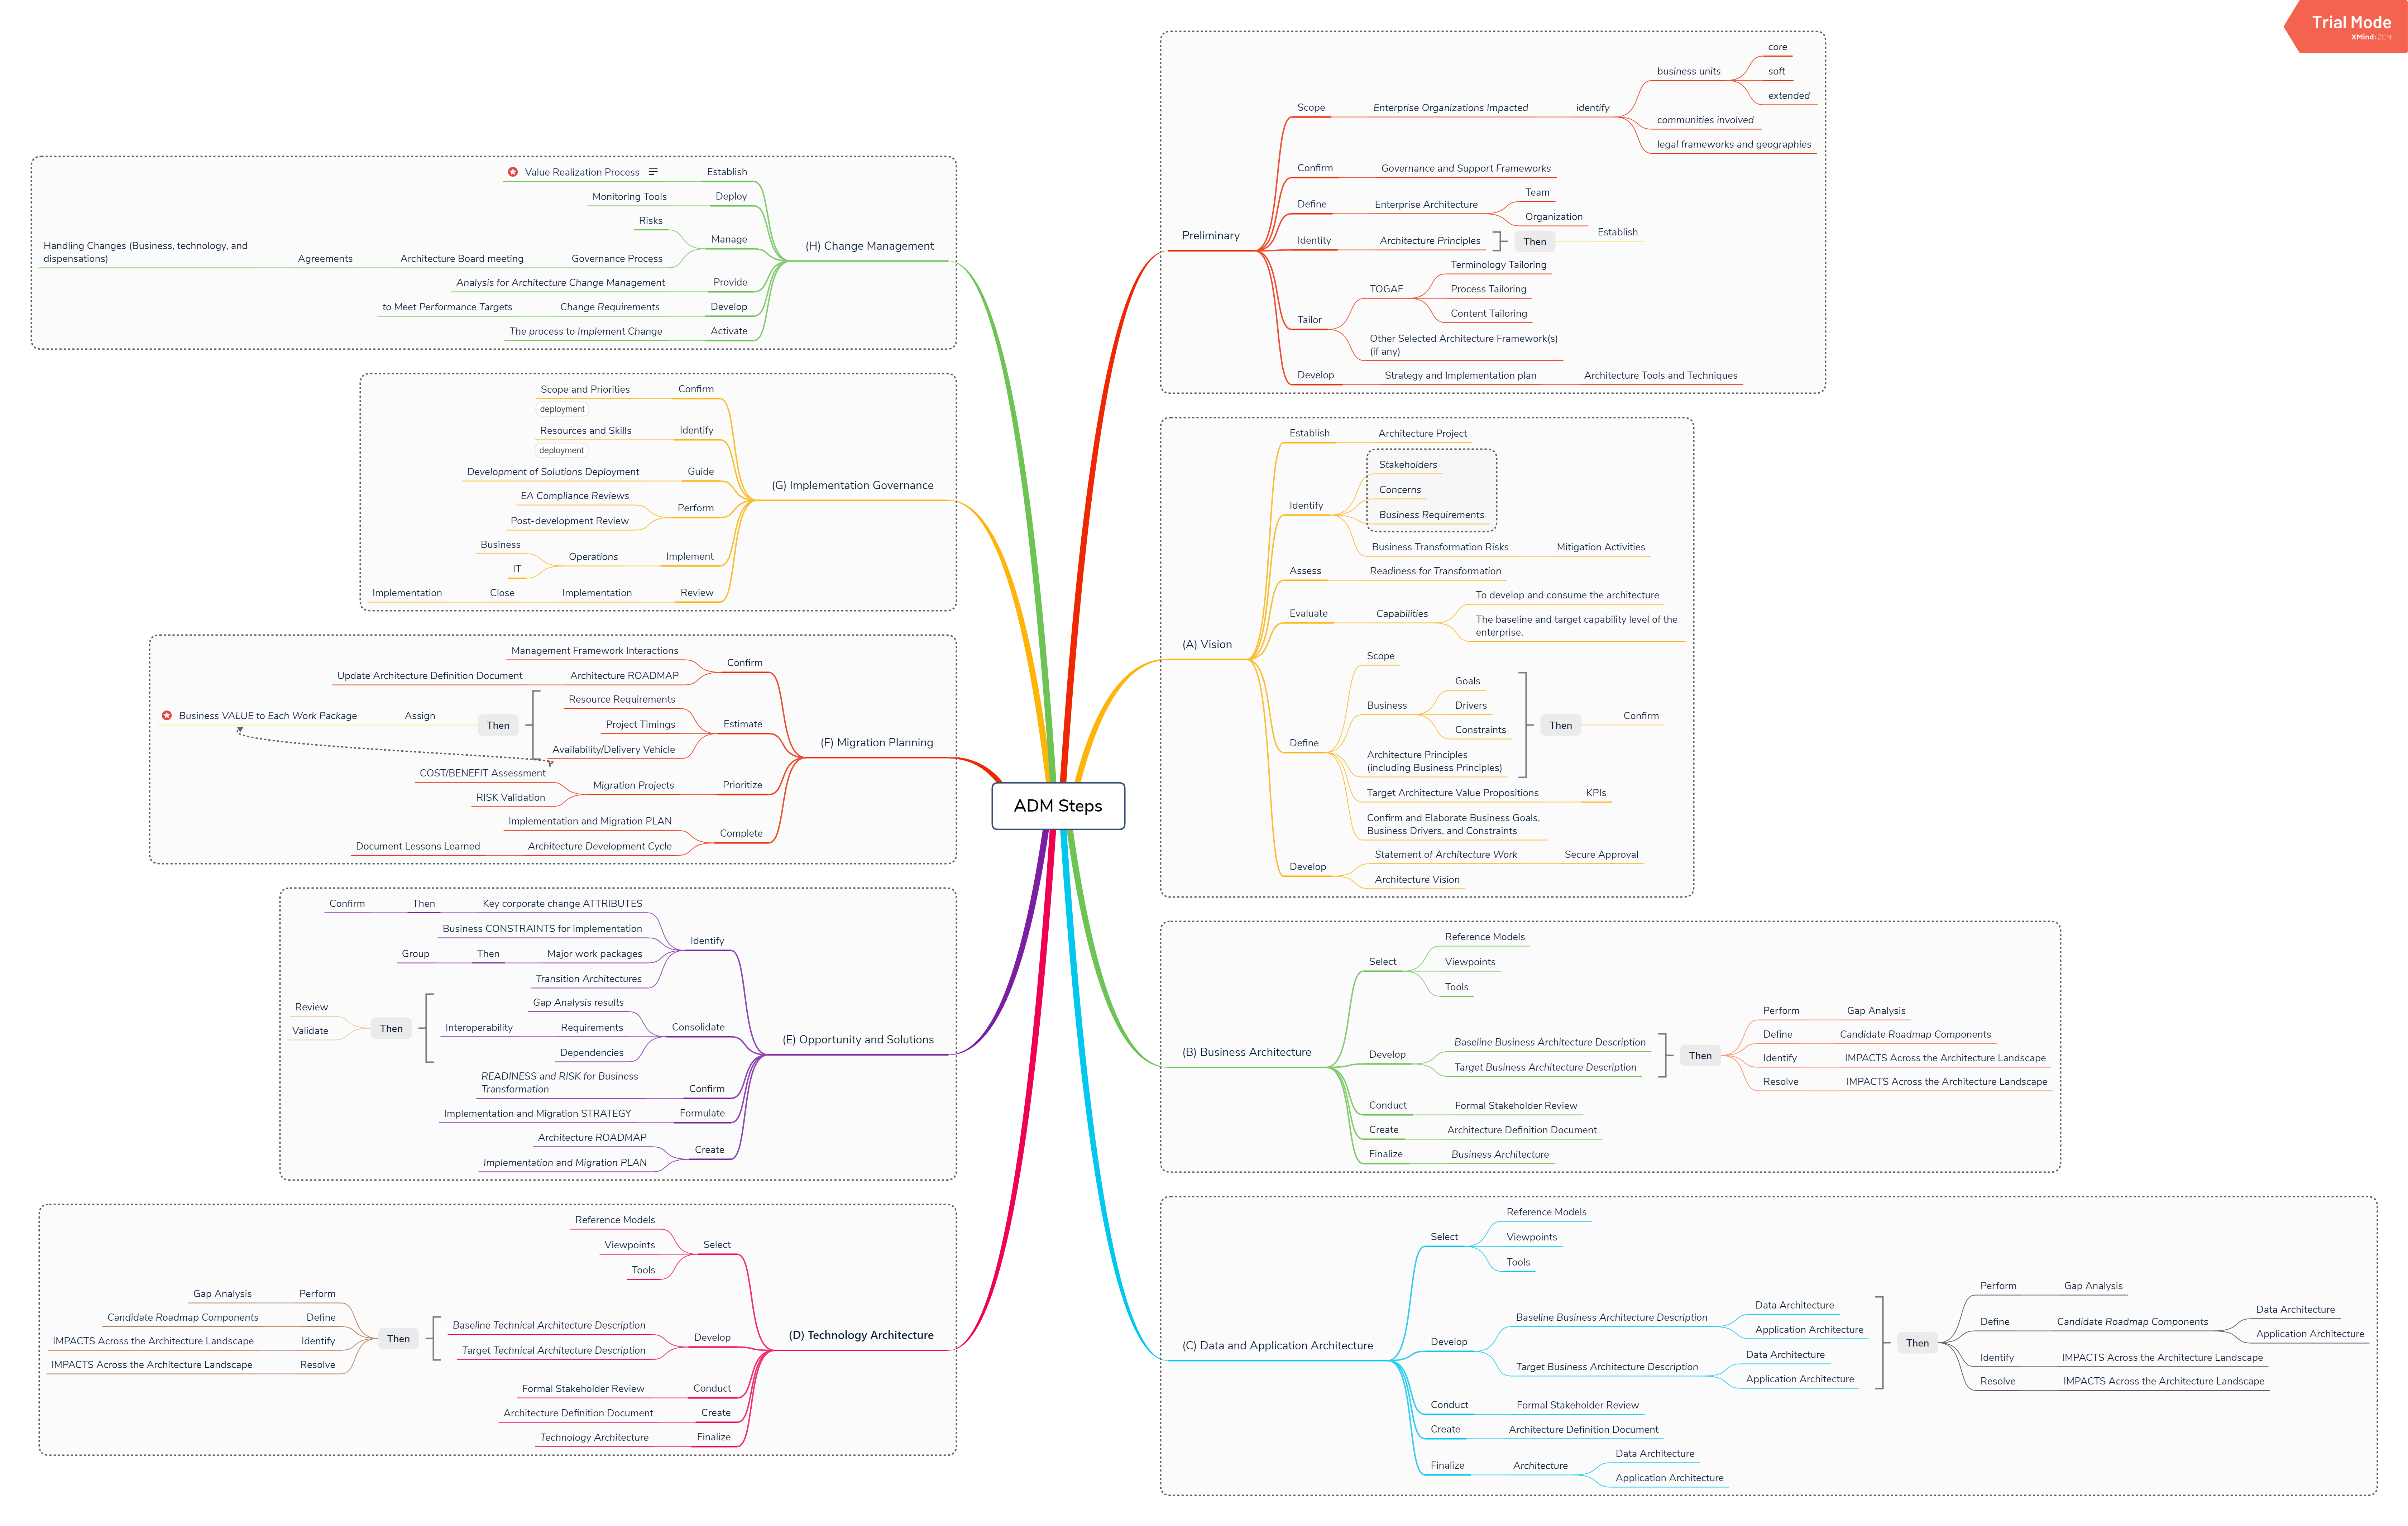 Trial Mode
XMind:ZEN
ADM Steps
Preliminary
Scope
Enterprise Organizations Impacted
identify
business units
core
soft
extended
communities involved
legal frameworks and geographies
Confirm
Governance and Support Frameworks
Define
Enterprise Architecture
Team
Organization
Identity
Architecture Principles
Then
Establish
Tailor
TOGAF
Terminology Tailoring
Process Tailoring
Content Tailoring
Other Selected Architecture Framework(s)
(if any)
Develop
Strategy and Implementation plan
Architecture Tools and Techniques
(A) Vision
Establish
Architecture Project
Identify
Stakeholders
Concerns
Business Requirements
Business Transformation Risks
Mitigation Activities
Assess
Readiness for Transformation
Evaluate
Capabilities
To develop and consume the architecture
The baseline and target capability level of the
enterprise.
Define
Scope
Business
Goals
Drivers
Constraints
Architecture Principles
(including Business Principles)
Then
Confirm
Target Architecture Value Propositions
KPIs
Confirm and Elaborate Business Goals,
Business Drivers, and Constraints
Develop
Statement of Architecture Work
Secure Approval
Architecture Vision
(B) Business Architecture
Select
Reference Models
Viewpoints
Tools
Develop
Baseline Business Architecture Description
Target Business Architecture Description
Then
Perform
Gap Analysis
Define
Candidate Roadmap Components
Identify
IMPACTS Across the Architecture Landscape
Resolve
IMPACTS Across the Architecture Landscape
Conduct
Formal Stakeholder Review
Create
Architecture Definition Document
Finalize
Business Architecture
(C) Data and Application Architecture
Select
Reference Models
Viewpoints
Tools
Develop
Baseline Business Architecture Description
Data Architecture
Application Architecture
Target Business Architecture Description
Data Architecture
Application Architecture
Then
Perform
Gap Analysis
Define
Candidate Roadmap Components
Data Architecture
Application Architecture
Identify
IMPACTS Across the Architecture Landscape
Resolve
IMPACTS Across the Architecture Landscape
Conduct
Formal Stakeholder Review
Create
Architecture Definition Document
Finalize
Architecture
Data Architecture
Application Architecture
(D) Technology Architecture
Select
Reference Models
Viewpoints
Tools
Develop
Baseline Technical Architecture Description
Target Technical Architecture Description
Then
Perform
Gap Analysis
Define
Candidate Roadmap Components
Identify
IMPACTS Across the Architecture Landscape
Resolve
IMPACTS Across the Architecture Landscape
Conduct
Formal Stakeholder Review
Create
Architecture Definition Document
Finalize
Technology Architecture
(E) Opportunity and Solutions
Identify
Key corporate change ATTRIBUTES
Then
Confirm
Business CONSTRAINTS for implementation
Major work packages
Then
Group
Transition Architectures
Consolidate
Gap Analysis results
Requirements
Interoperability
Dependencies
Then
Review
Validate
Confirm
READINESS and RISK for Business
Transformation
Formulate
Implementation and Migration STRATEGY
Create
Architecture ROADMAP
Implementation and Migration PLAN
(F) Migration Planning
Confirm
Management Framework Interactions
Architecture ROADMAP
Update Architecture Definition Document
Estimate
Resource Requirements
Project Timings
Availability/Delivery Vehicle
Then
Assign
Business VALUE to Each Work Package
Prioritize
Migration Projects
COST/BENEFIT Assessment
RISK Validation
Complete
Implementation and Migration PLAN
Architecture Development Cycle
Document Lessons Learned
(G) Implementation Governance
Confirm
Scope and Priorities
deployment
Identify
Resources and Skills
deployment
Guide
Development of Solutions Deployment
Perform
EA Compliance Reviews
Post-development Review
Implement
Operations
Business
IT
Review
Implementation
Close
Implementation
(H) Change Management
Establish
Value Realization Process
Deploy
Monitoring Tools
Manage
Risks
Governance Process
Architecture Board meeting
Agreements
Handling Changes (Business, technology, and
dispensations)
Provide
Analysis for Architecture Change Management
Develop
Change Requirements
to Meet Performance Targets
Activate
The process to Implement Change